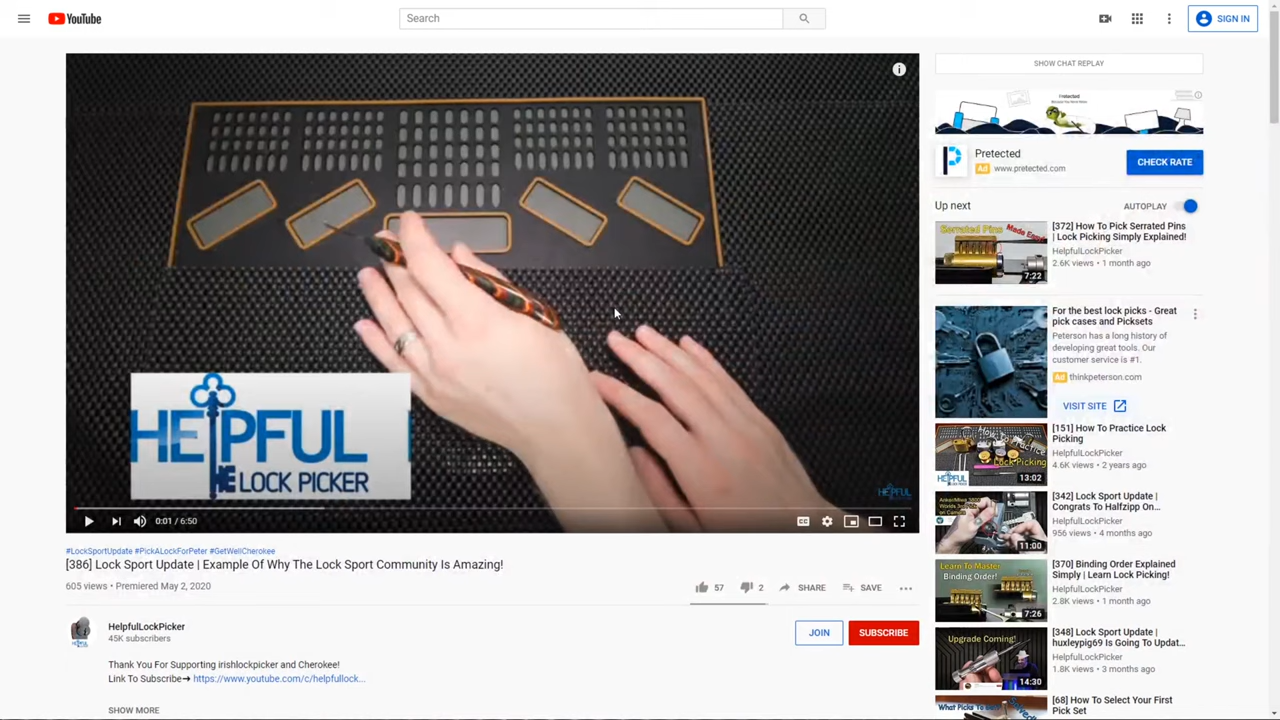 YouTube
Search
SIGN IN
SHOW CHAT REPLAY
Pretected
Pretected
Ad www.pretected.com
CHECK RATE
Up next
AUTOPLAY
Serrated Pins Made Easy
7:22
[372] How To Pick Serrated Pins
| Lock Picking Simply Explained!
HelpfulLockPicker
2.6K views • 1 month ago
For the best lock picks - Great
pick cases and Picksets
Peterson has a long history of
developing great tools. Our
customer service is #1.
Ad thinkpeterson.com
VISIT SITE
HELPFUL
LOCK PICKER
HELPFUL
13:02
[151] How To Practice Lock
Picking
HelpfulLockPicker
4.6K views • 2 years ago
11:00
[342] Lock Sport Update |
Congrats To Halfzipp On...
HelpfulLockPicker
956 views • 4 months ago
0:01 / 6:50
CC
#LockSportUpdate #PickALockForPeter #GetWellCherokee
[386] Lock Sport Update | Example Of Why The Lock Sport Community Is Amazing!
605 views • Premiered May 2, 2020
57
2
SHARE
SAVE
Learn To Master
Binding Order!
7:26
[370] Binding Order Explained
Simply | Learn Lock Picking!
HelpfulLockPicker
2.8K views • 1 month ago
HelpfulLockPicker
45K subscribers
JOIN
SUBSCRIBE
Upgrade Coming!
14:30
[348] Lock Sport Update |
huxleypig69 Is Going To Updat...
HelpfulLockPicker
1.8K views • 3 months ago
Thank You For Supporting irishlockpicker and Cherokee!
Link To Subscribe➜ https://www.youtube.com/c/helpfullock...
SHOW MORE
[68] How To Select Your First
Pick Set